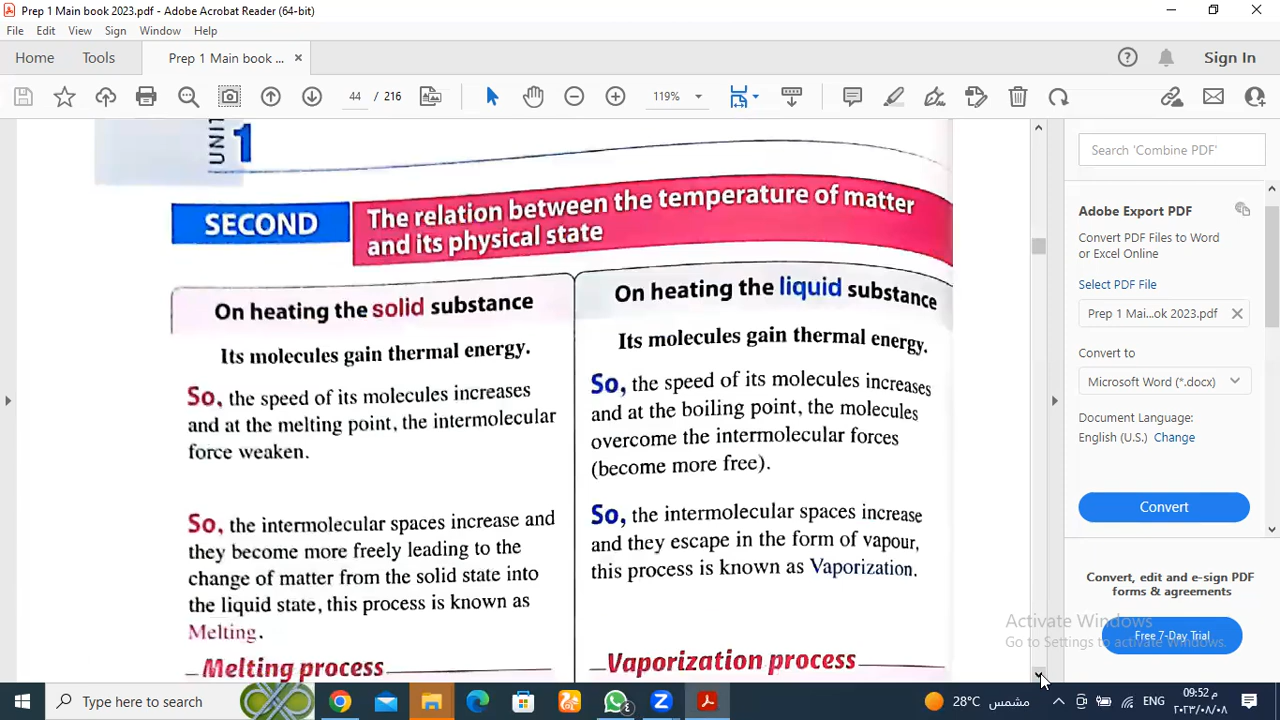 Prep 1 Main book 2023.pdf - Adobe Acrobat Reader (64-bit)
File Edit View Sign Window Help
Home Tools Prep 1 Main book ... × Sign In
44 / 216 119%
UNIT 1
SECOND
The relation between the temperature of matter
and its physical state
On heating the solid substance
Its molecules gain thermal energy.
So, the speed of its molecules increases
and at the melting point, the intermolecular
force weaken.
So, the intermolecular spaces increase and
they become more freely leading to the
change of matter from the solid state into
the liquid state, this process is known as
Melting.
Melting process
On heating the liquid substance
Its molecules gain thermal energy.
So, the speed of its molecules increases
and at the boiling point, the molecules
overcome the intermolecular forces
(become more free).
So, the intermolecular spaces increase
and they escape in the form of vapour,
this process is known as Vaporization.
Vaporization process
Search 'Combine PDF'
Adobe Export PDF
Convert PDF Files to Word
or Excel Online
Select PDF File
Prep 1 Mai...ok 2023.pdf
Convert to
Microsoft Word (*.docx)
Document Language:
English (U.S.) Change
Convert
Convert, edit and e-sign PDF
forms & agreements
Free 7-Day Trial
Activate Windows
Go to Settings to activate Windows.
Type here to search
28°C مشمس
ENG
09:52 م
٢٠٢٣/٠٨/٠٨